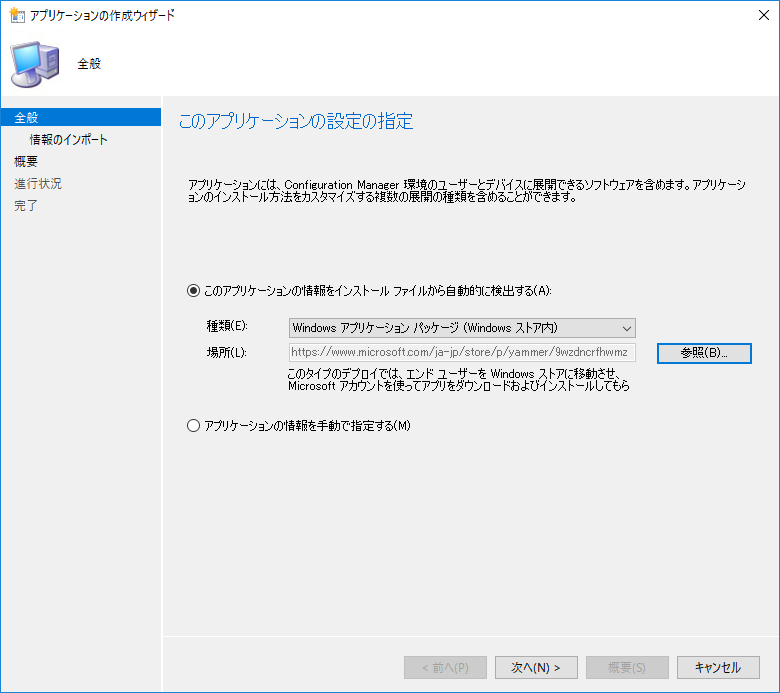 アプリケーションの作成ウィザード
全般
全般
情報のインポート
概要
進行状況
完了
このアプリケーションの設定の指定
アプリケーションには、Configuration Manager 環境のユーザーとデバイスに展開できるソフトウェアを含めます。アプリケーシ
ョンのインストール方法をカスタマイズする複数の展開の種類を含めることができます。
このアプリケーションの情報をインストール ファイルから自動的に検出する(A):
種類(E):
Windows アプリケーション パッケージ (Windows ストア内)
場所(L):
https://www.microsoft.com/ja-jp/store/p/yammer/9wzdncrfhwmz
参照(B)...
このタイプのデプロイでは、エンド ユーザーを Windows ストアに移動させ、
Microsoft アカウントを使ってアプリをダウンロードおよびインストールしてもら
アプリケーションの情報を手動で指定する(M)
< 前へ(P)
次へ(N) >
概要(S)
キャンセル